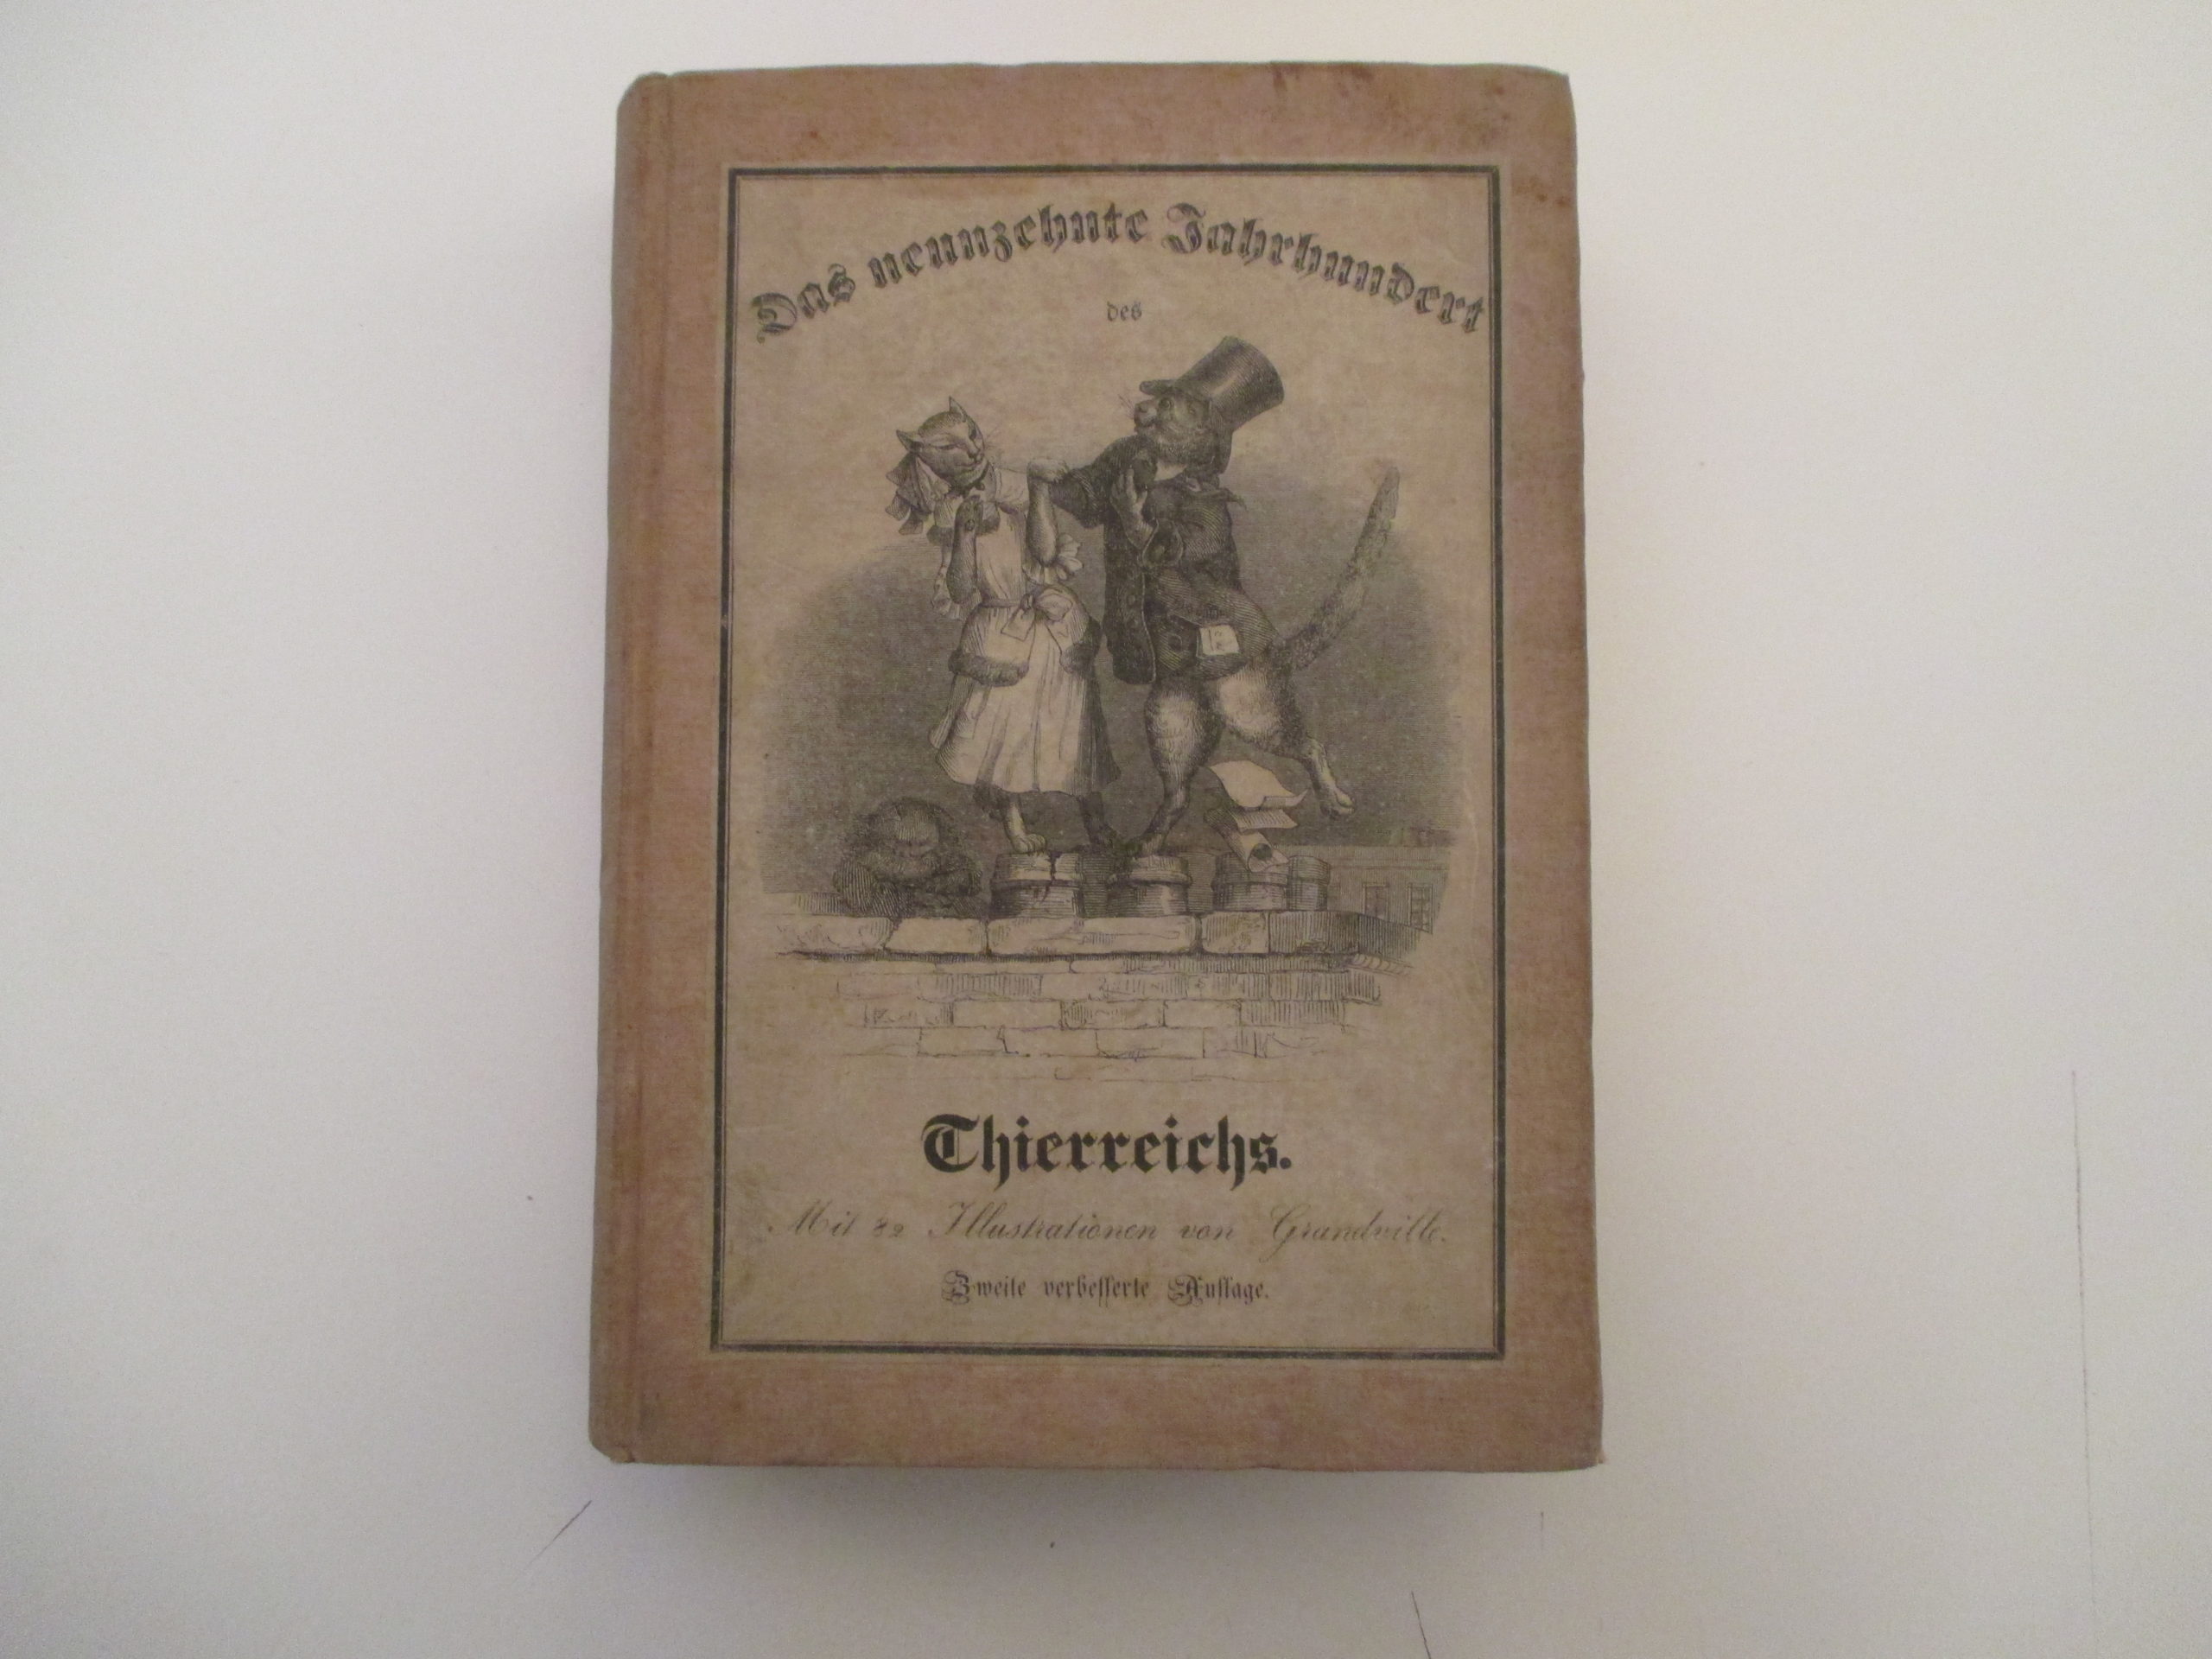 Das neunzehnte Jahrhundert
des
Thierreichs.
Mit 82 Illustrationen von Grandville.
Zweite verbesserte Auflage.